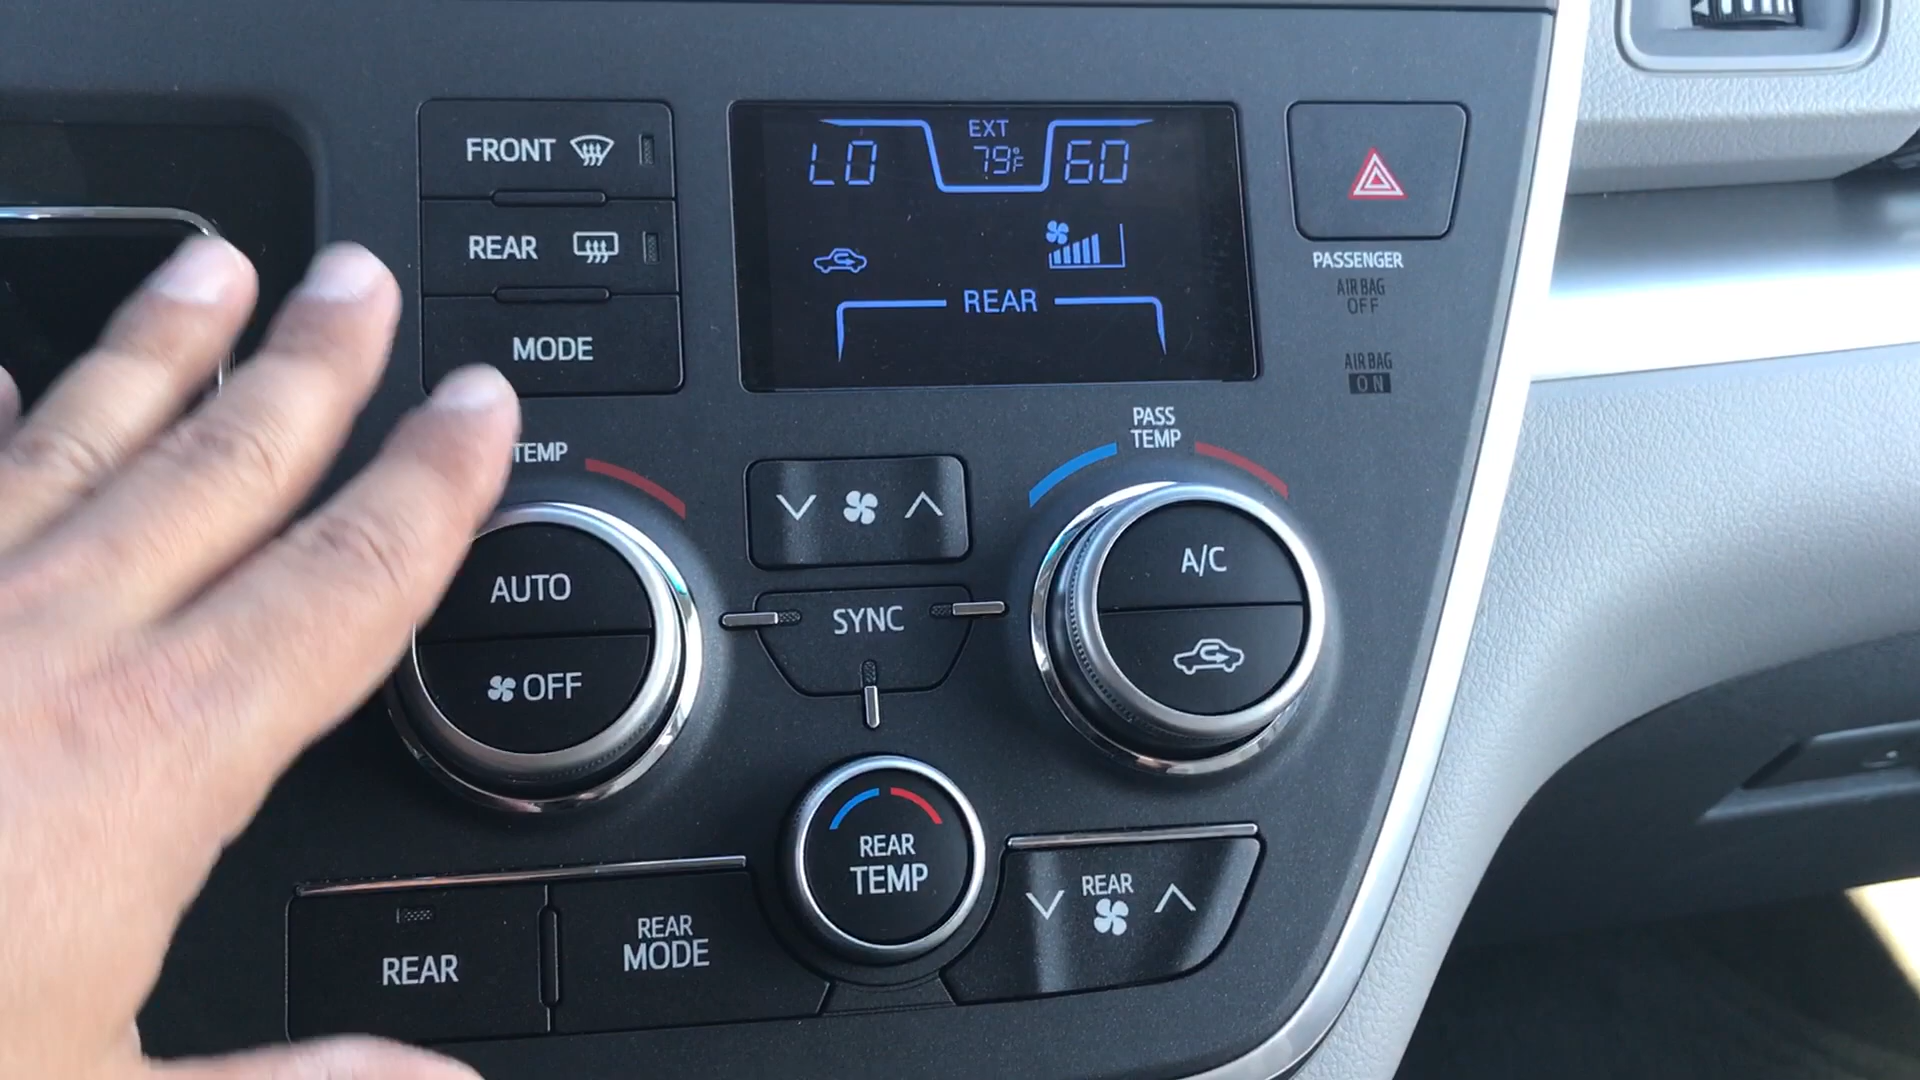 FRONT
REAR
MODE
LO
EXT
79°F
60
REAR
PASSENGER
AIR BAG
OFF
AIR BAG
ON
TEMP
PASS
TEMP
AUTO
OFF
SYNC
A/C
REAR
TEMP
REAR
REAR
MODE
REAR